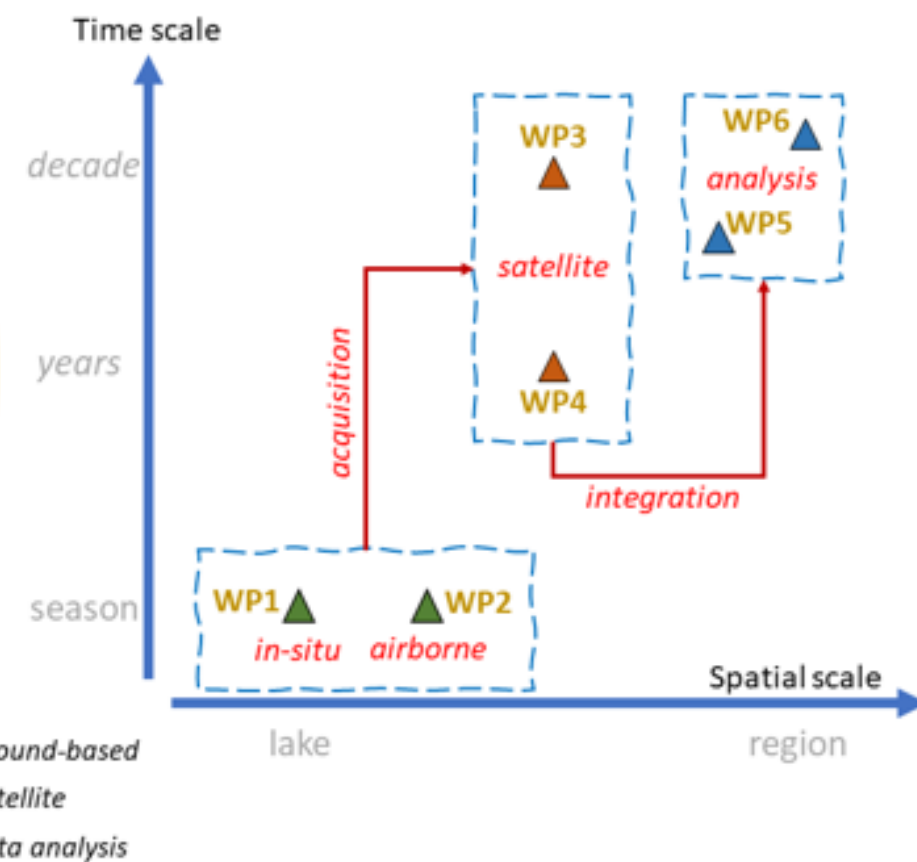 Time scale
decade
years
season
WP3
satellite
WP4
WP6
analysis
WP5
acquisition
integration
WP1
WP2
in-situ
airborne
Spatial scale
lake
region
ound-based
tellite
ta analysis